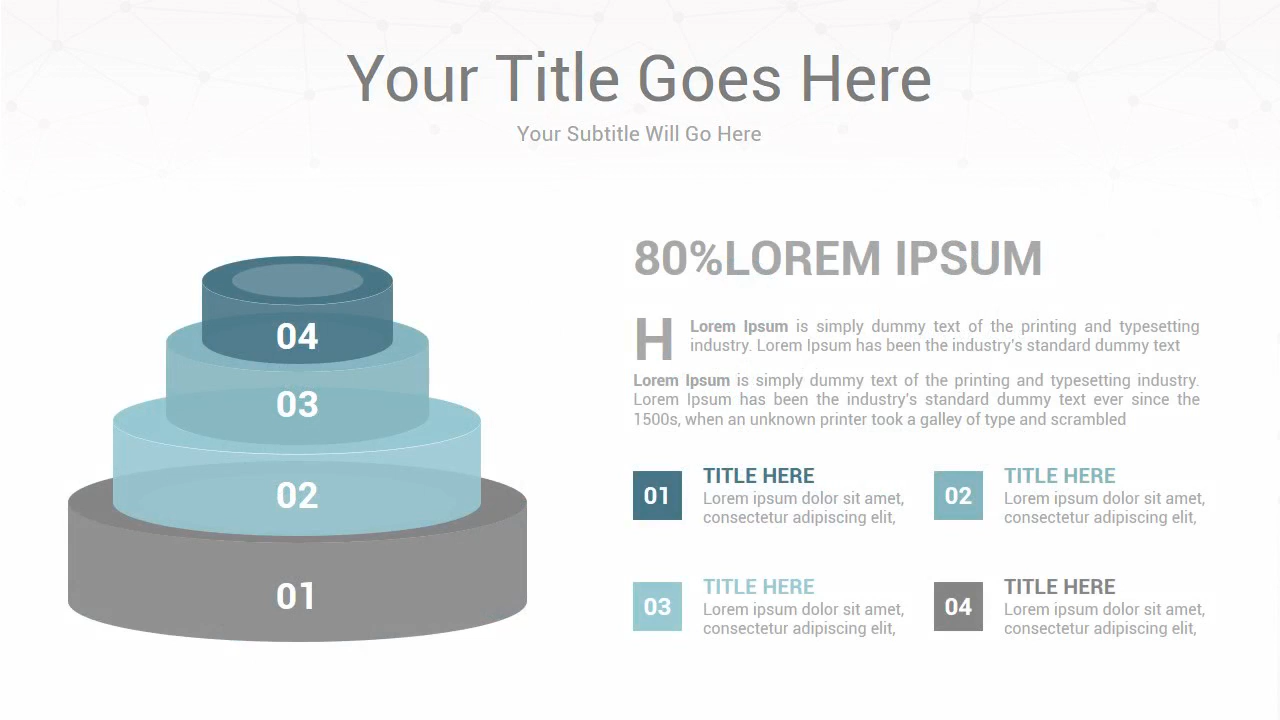 Your Title Goes Here
Your Subtitle Will Go Here
04
03
02
01
80%LOREM IPSUM
H
Lorem Ipsum is simply dummy text of the printing and typesetting
industry. Lorem Ipsum has been the industry's standard dummy text
Lorem Ipsum is simply dummy text of the printing and typesetting industry.
Lorem Ipsum has been the industry's standard dummy text ever since the
1500s, when an unknown printer took a galley of type and scrambled
01
TITLE HERE
Lorem ipsum dolor sit amet,
consectetur adipiscing elit,
02
TITLE HERE
Lorem ipsum dolor sit amet,
consectetur adipiscing elit,
03
TITLE HERE
Lorem ipsum dolor sit amet,
consectetur adipiscing elit,
04
TITLE HERE
Lorem ipsum dolor sit amet,
consectetur adipiscing elit,